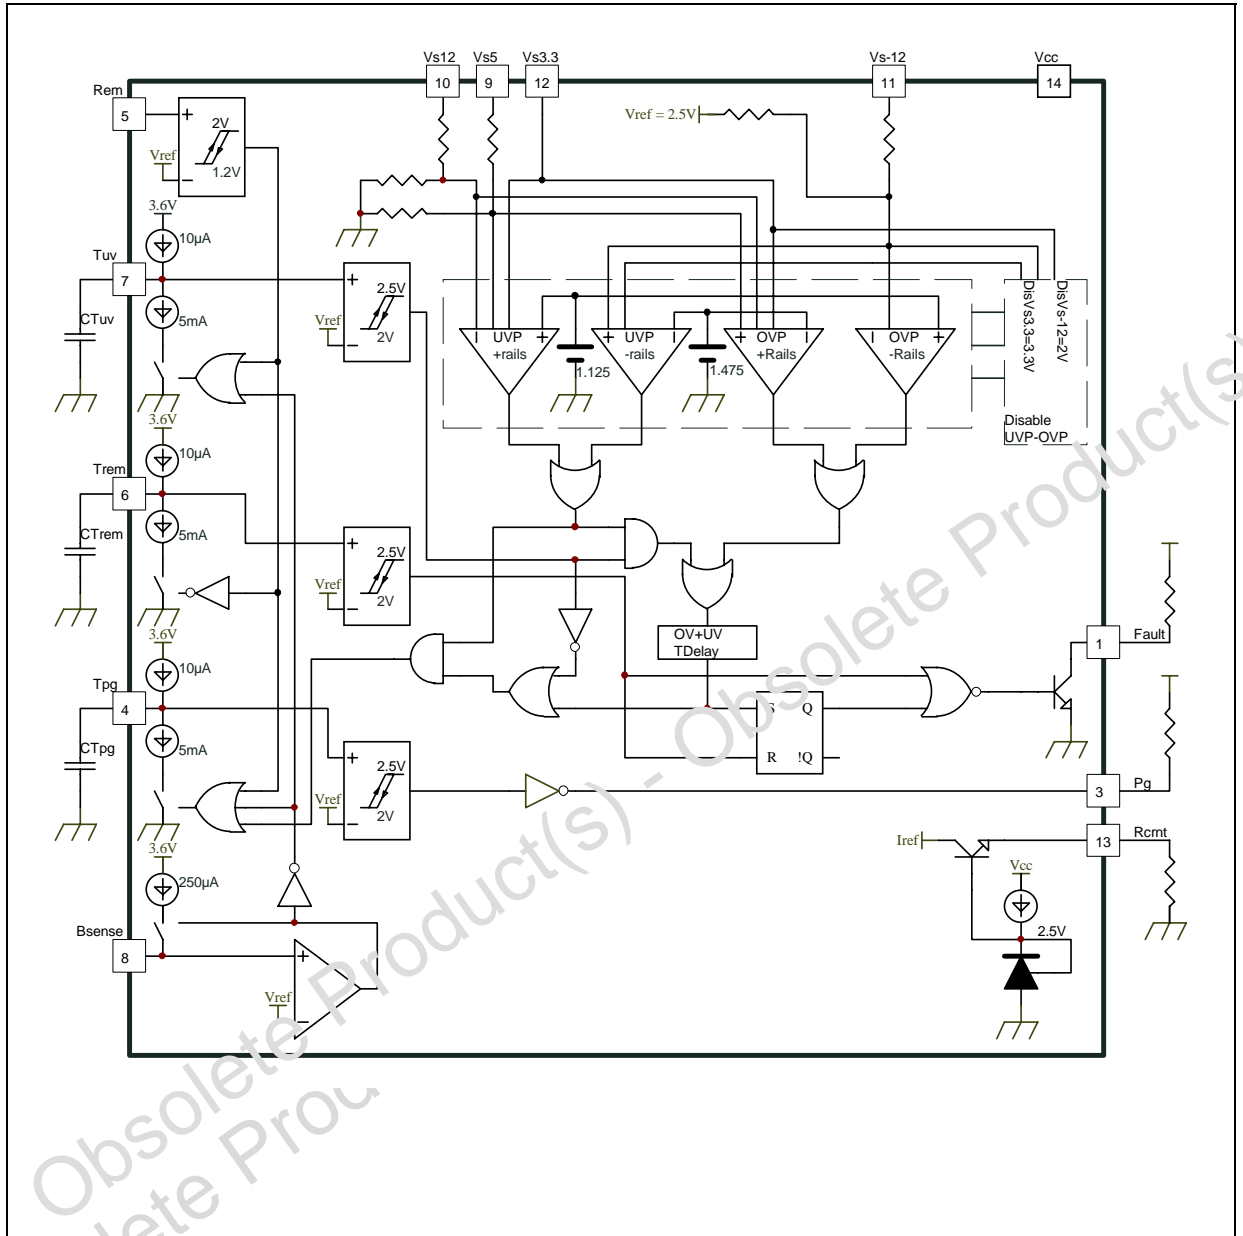 Vs12 Vs5 Vs3.3 Vs-12 Vcc
10 9 12 11 14
Rem
5
2V
1.2V
Vref
Vref = 2.5V
3.6V
10µA
Tuv
7
5mA
CTuv
2.5V
2V
Vref
UVP
+rails
1.125
UVP
-rails
1.475
OVP
+Rails
OVP
-Rails
DisVs3.3=3.3V
DisVs-12=2V
Disable
UVP-OVP
3.6V
10µA
Trem
6
5mA
CTrem
2.5V
2V
Vref
OV+UV
TDelay
1
Fault
3.6V
10µA
Tpg
4
5mA
CTpg
2.5V
2V
Vref
S Q
R !Q
3
Pg
13
Rcrnt
Iref
Vcc
2.5V
3.6V
250µA
Bsense
8
Vref
Obsolete Product(s) - Obsolete Product(s)